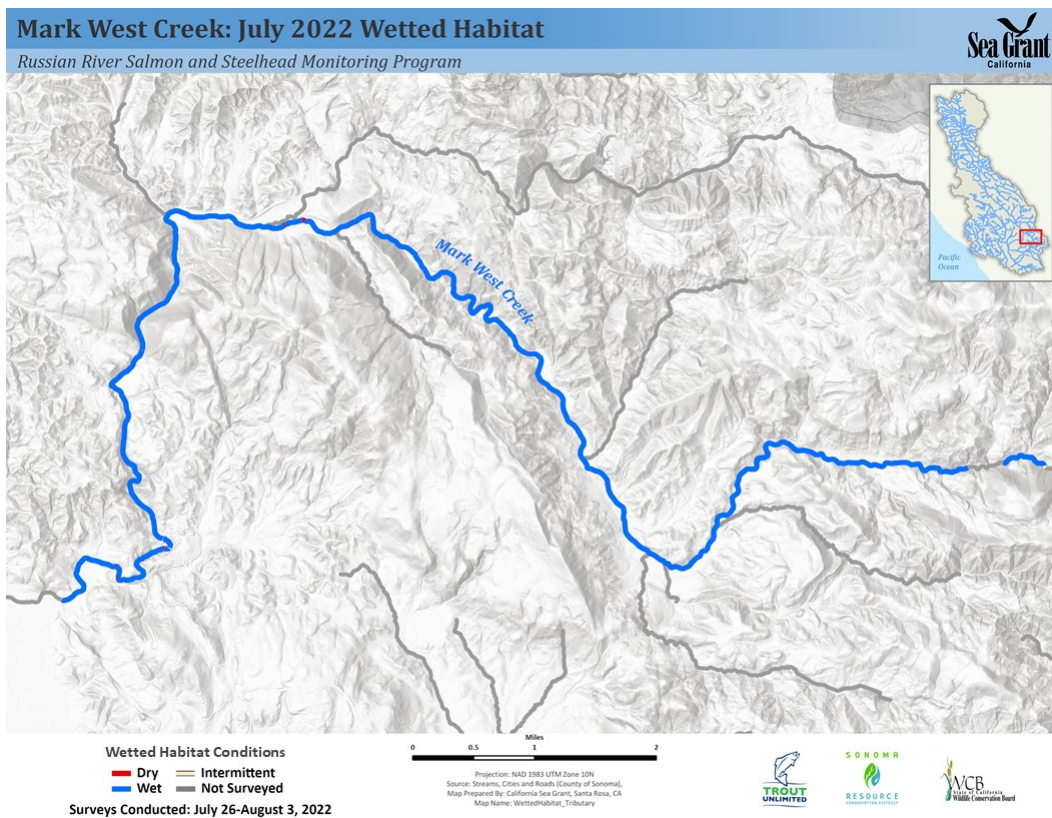 Mark West Creek: July 2022 Wetted Habitat
Russian River Salmon and Steelhead Monitoring Program
Sea Grant
California
Pacific
Ocean
Mark West Creek
Wetted Habitat Conditions
Dry
Intermittent
Wet
Not Surveyed
Surveys Conducted: July 26-August 3, 2022
Miles
0 0.5 1 2
Projection: NAD 1983 UTM Zone 10N
Source: Streams, Cities and Roads (County of Sonoma),
Map Prepared By: California Sea Grant, Santa Rosa, CA
Map Name: WettedHabitat_Tributary
TROUT
UNLIMITED
SONOMA
RESOURCE
CONSERVATION DISTRICT
WCB
State of California
Wildlife Conservation Board